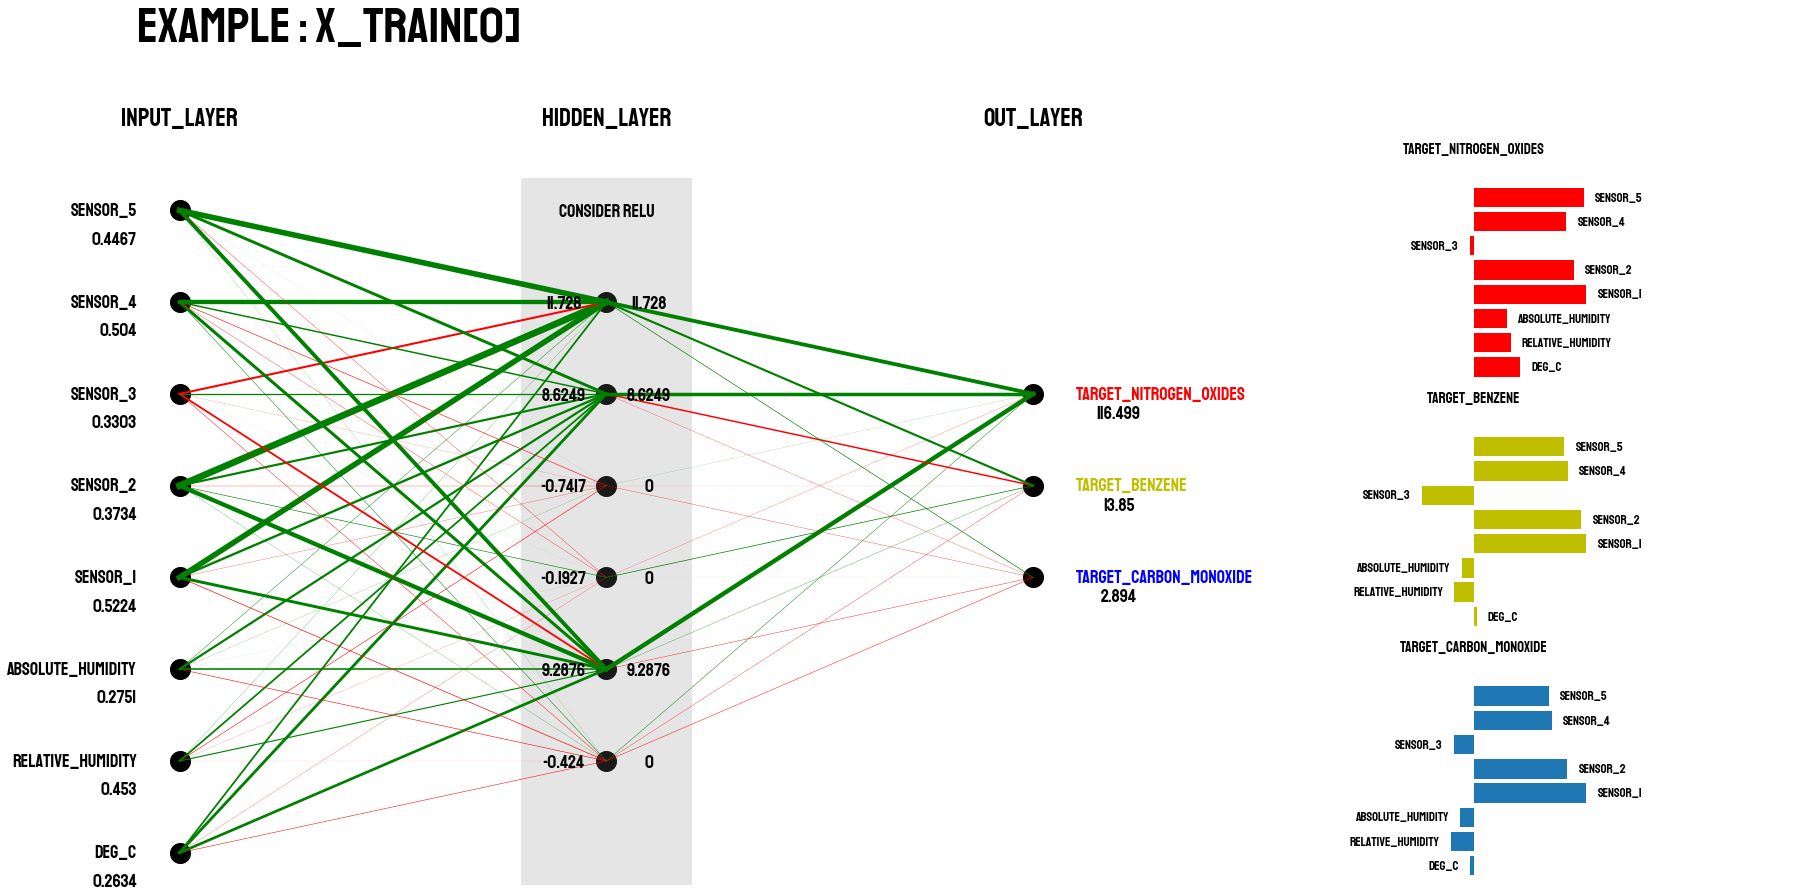 EXAMPLE : X_TRAIN[0]
INPUT_LAYER
HIDDEN_LAYER
OUT_LAYER
SENSOR_5
0.4467
SENSOR_4
0.504
SENSOR_3
0.3303
SENSOR_2
0.3734
SENSOR_1
0.5224
ABSOLUTE_HUMIDITY
0.2751
RELATIVE_HUMIDITY
0.453
DEG_C
0.2634
CONSIDER RELU
11.728 11.728
8.6249 8.6249
-0.7417 0
-0.1927 0
9.2876 9.2876
-0.424 0
TARGET_NITROGEN_OXIDES
116.499
TARGET_BENZENE
13.85
TARGET_CARBON_MONOXIDE
2.894
TARGET_NITROGEN_OXIDES
SENSOR_5
SENSOR_4
SENSOR_3
SENSOR_2
SENSOR_1
ABSOLUTE_HUMIDITY
RELATIVE_HUMIDITY
DEG_C
TARGET_BENZENE
SENSOR_5
SENSOR_4
SENSOR_3
SENSOR_2
SENSOR_1
ABSOLUTE_HUMIDITY
RELATIVE_HUMIDITY
DEG_C
TARGET_CARBON_MONOXIDE
SENSOR_5
SENSOR_4
SENSOR_3
SENSOR_2
SENSOR_1
ABSOLUTE_HUMIDITY
RELATIVE_HUMIDITY
DEG_C